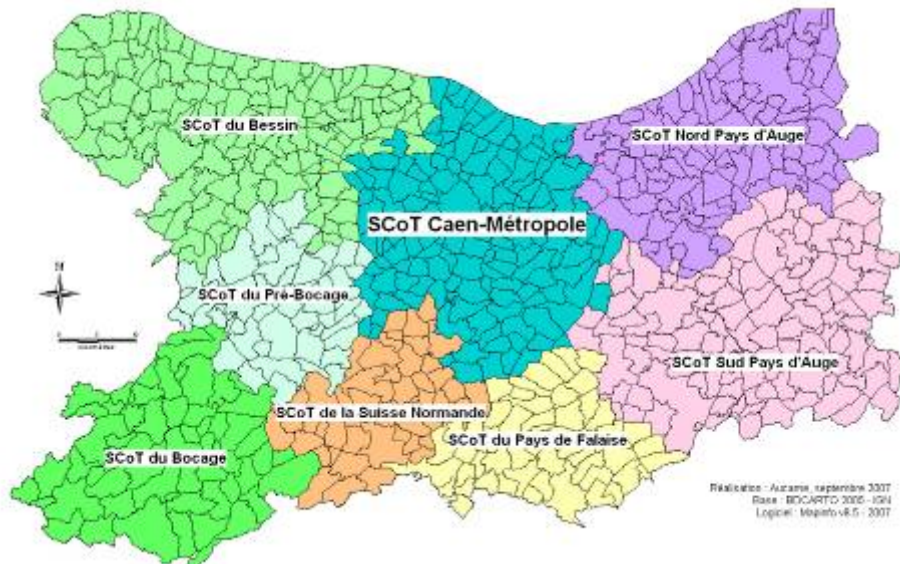 SCoT du Bessin
SCoT Nord Pays d'Auge
SCoT Caen-Métropole
N
SCoT du Pré-Bocage
SCoT Sud Pays d'Auge
SCoT de la Suisse Normande
SCoT du Pays de Falaise
SCoT du Bocage
Réalisation : Aucame, septembre 2007
Base : BDCARTO 2005 - IGN
Logiciel : Mapinfo v8.5 - 2007